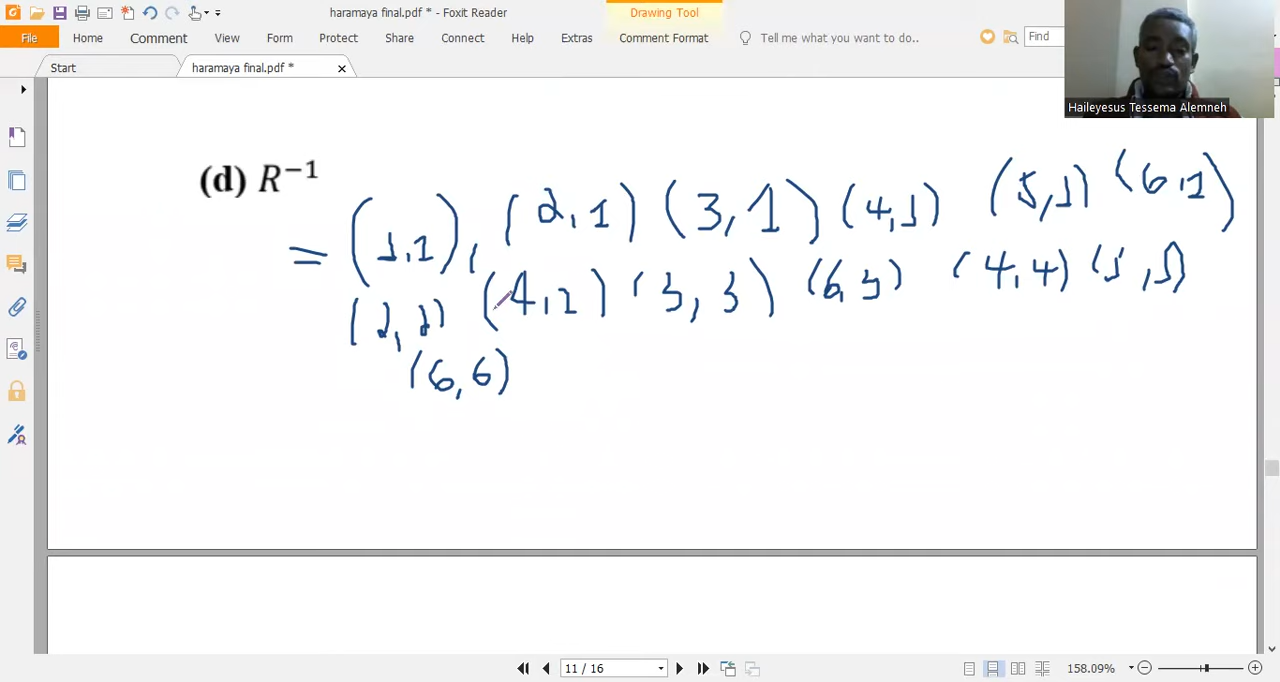 haramaya final.pdf * - Foxit Reader
Drawing Tool
File Home Comment View Form Protect Share Connect Help Extras Comment Format Tell me what you want to do.. Find
Start haramaya final.pdf *
Haileyesus Tessema Alemneh
(d) R⁻¹
= (1,1), (2,1) (3,1) (4,1) (5,1) (6,1)
(2,2) (4,2) (3,3) (6,3) (4,4) (5,5)
(6,6)
11 / 16 158.09%